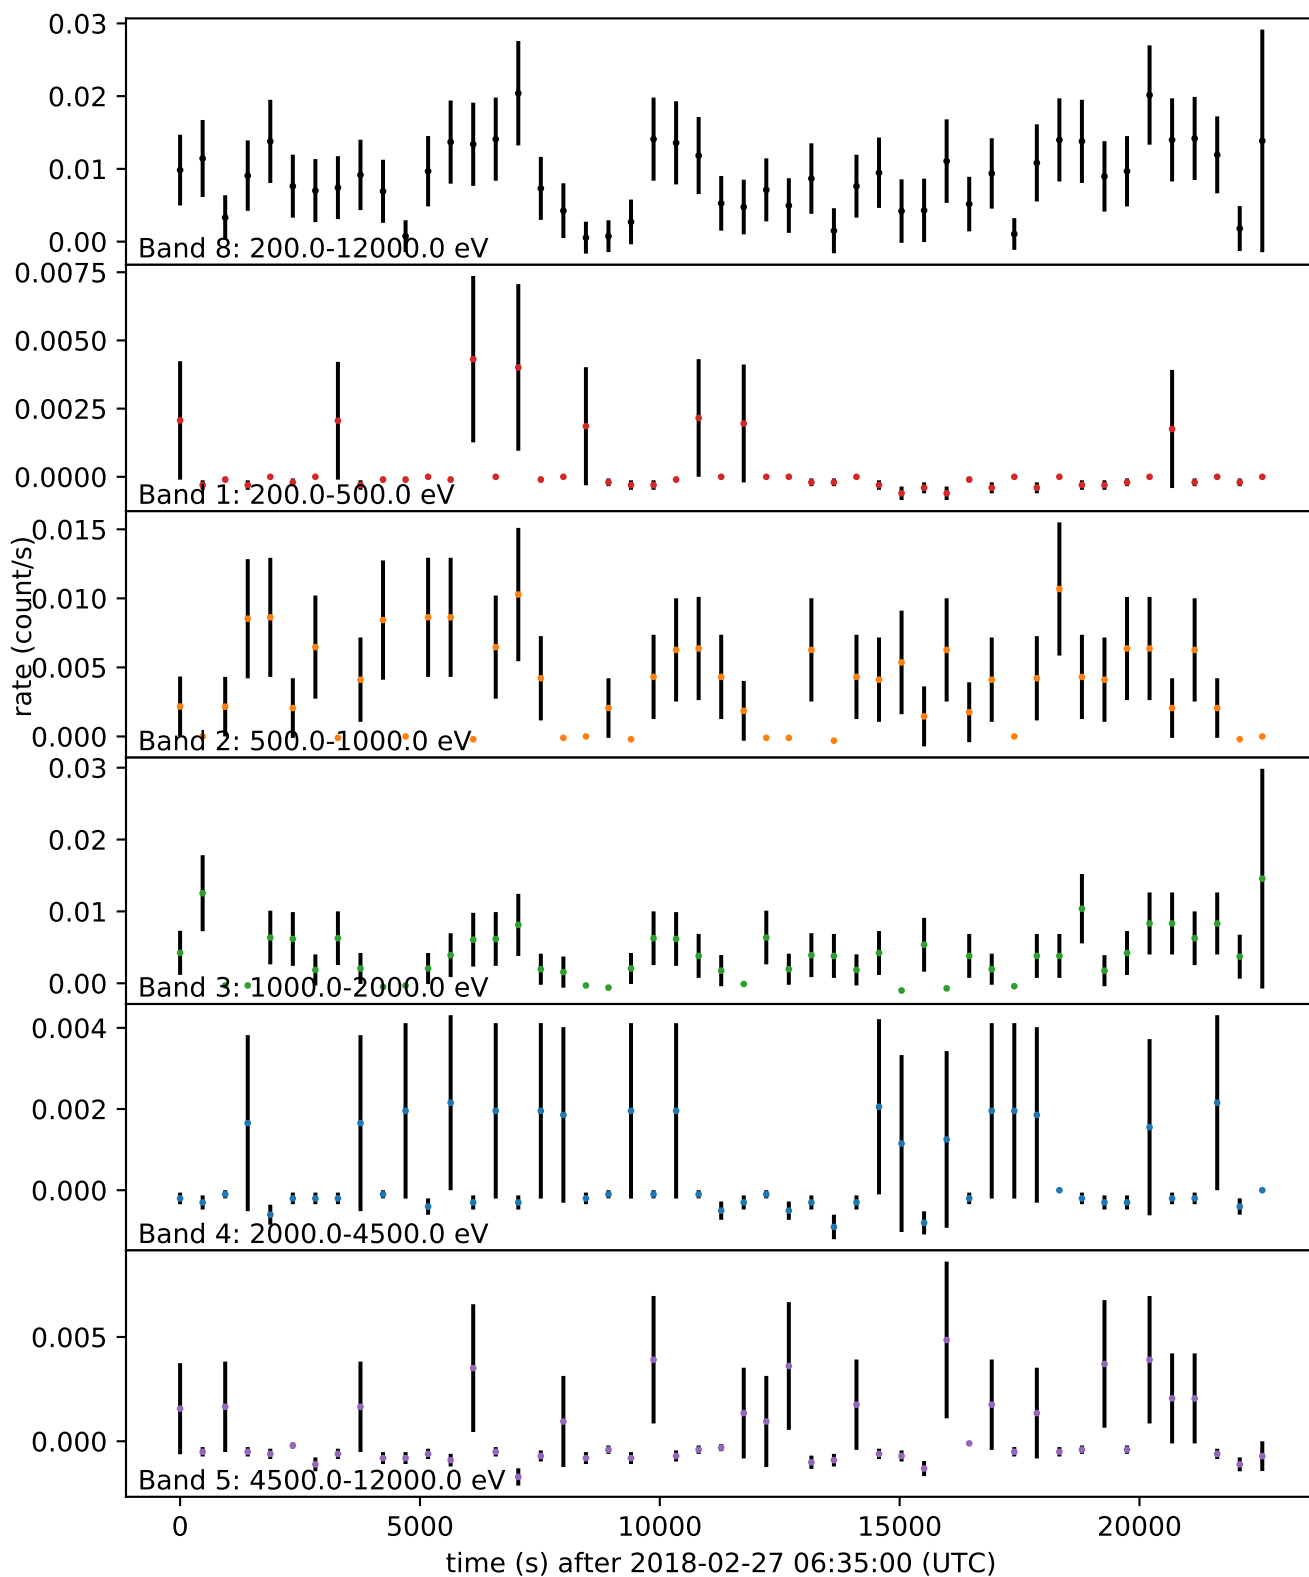 0.03
0.02
0.01
0.00
Band 8: 200.0-12000.0 eV
0.0075
0.0050
0.0025
0.0000
Band 1: 200.0-500.0 eV
rate (count/s)
0.015
0.010
0.005
0.000
Band 2: 500.0-1000.0 eV
0.03
0.02
0.01
0.00
Band 3: 1000.0-2000.0 eV
0.004
0.002
0.000
Band 4: 2000.0-4500.0 eV
0.005
0.000
Band 5: 4500.0-12000.0 eV
0 5000 10000 15000 20000
time (s) after 2018-02-27 06:35:00 (UTC)